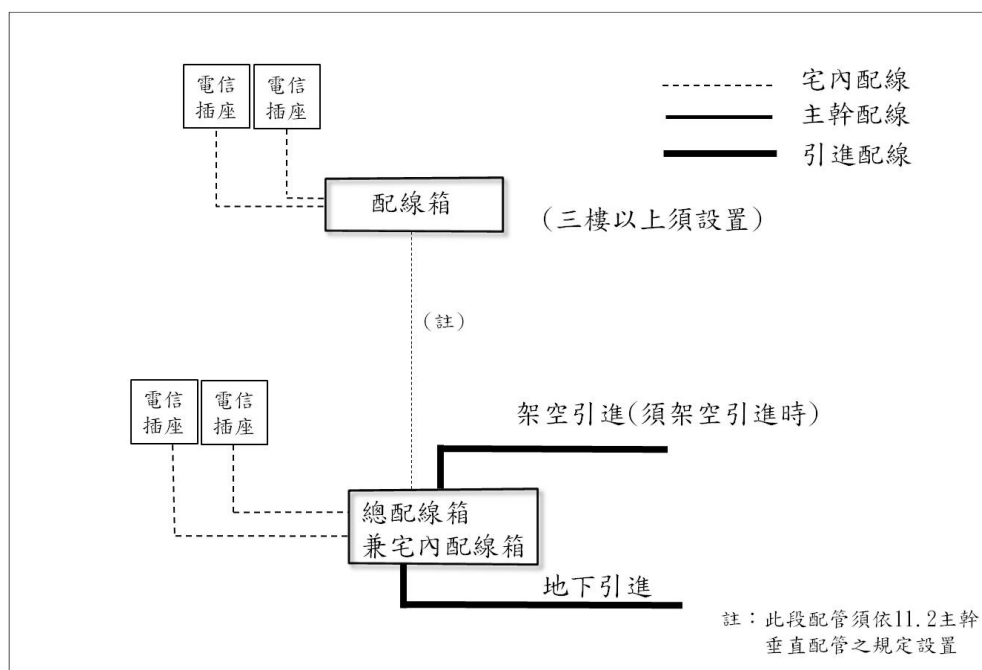 電信
插座
電信
插座
宅內配線
主幹配線
引進配線
配線箱
(三樓以上須設置)
(註)
電信
插座
電信
插座
架空引進(須架空引進時)
總配線箱
兼宅內配線箱
地下引進
註：此段配管須依11.2主幹
垂直配管之規定設置